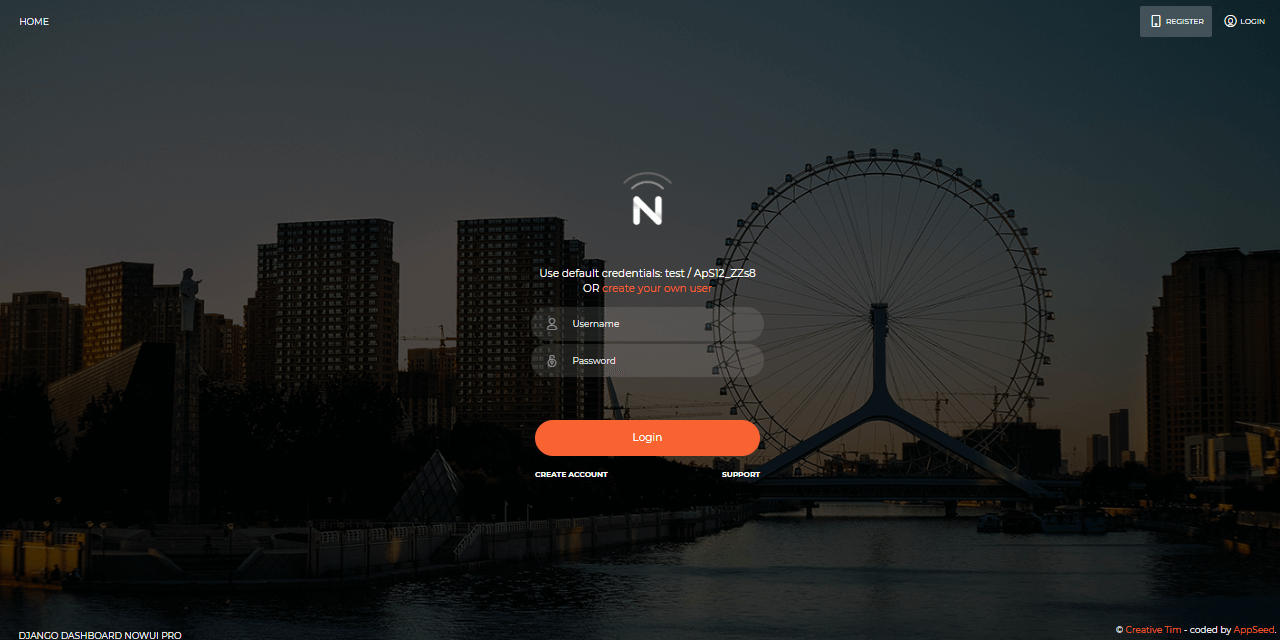 HOME
REGISTER
LOGIN
N
Use default credentials: test / ApS12_ZZs8
OR create your own user
Username
Password
Login
CREATE ACCOUNT
SUPPORT
DJANGO DASHBOARD NOWUI PRO
© Creative Tim - coded by AppSeed.